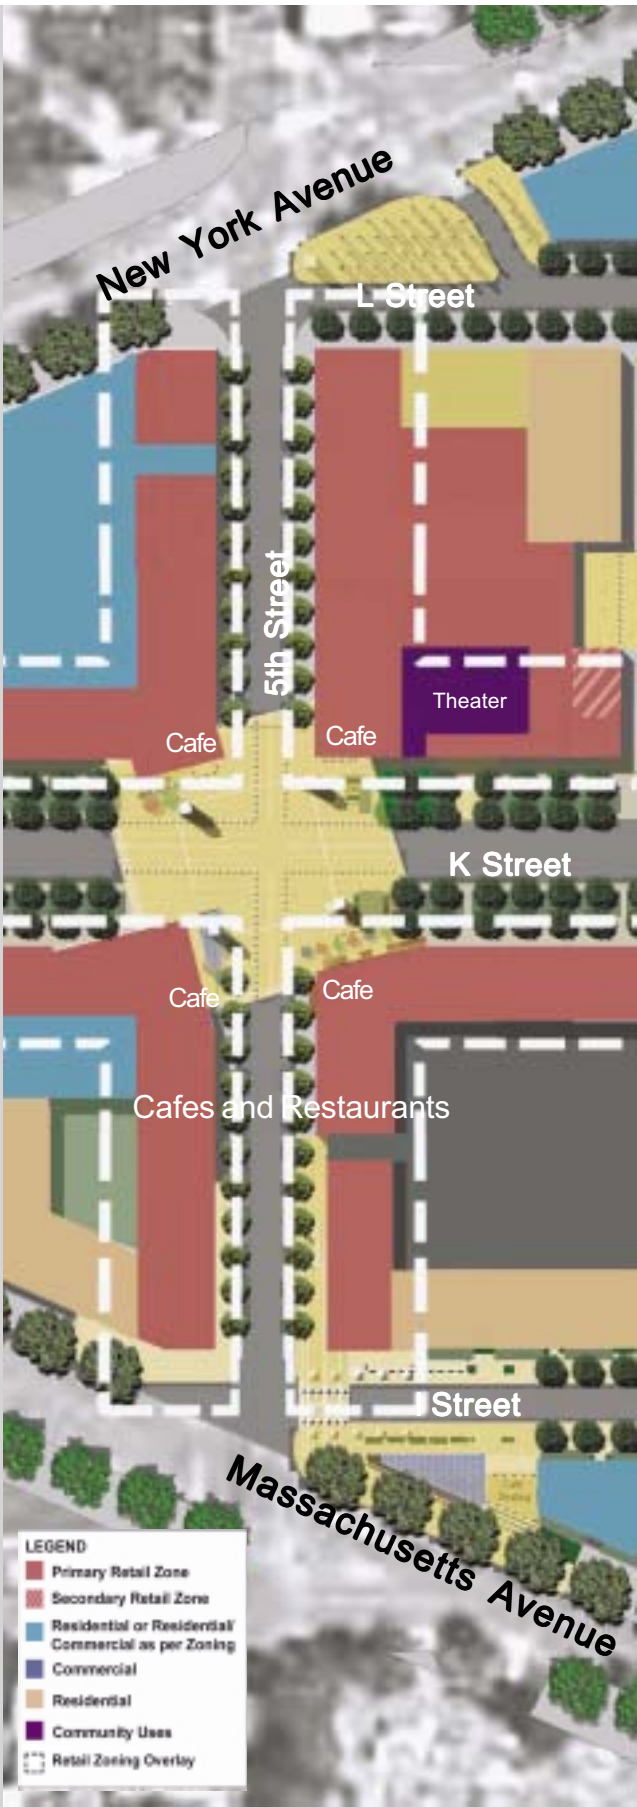 New York Avenue
L Street
5th Street
Theater
Cafe
Cafe
K Street
Cafe
Cafe
Cafes and Restaurants
Street
Massachusetts Avenue
LEGEND
Primary Retail Zone
Secondary Retail Zone
Residential or Residential/
Commercial as per Zoning
Commercial
Residential
Community Uses
Retail Zoning Overlay